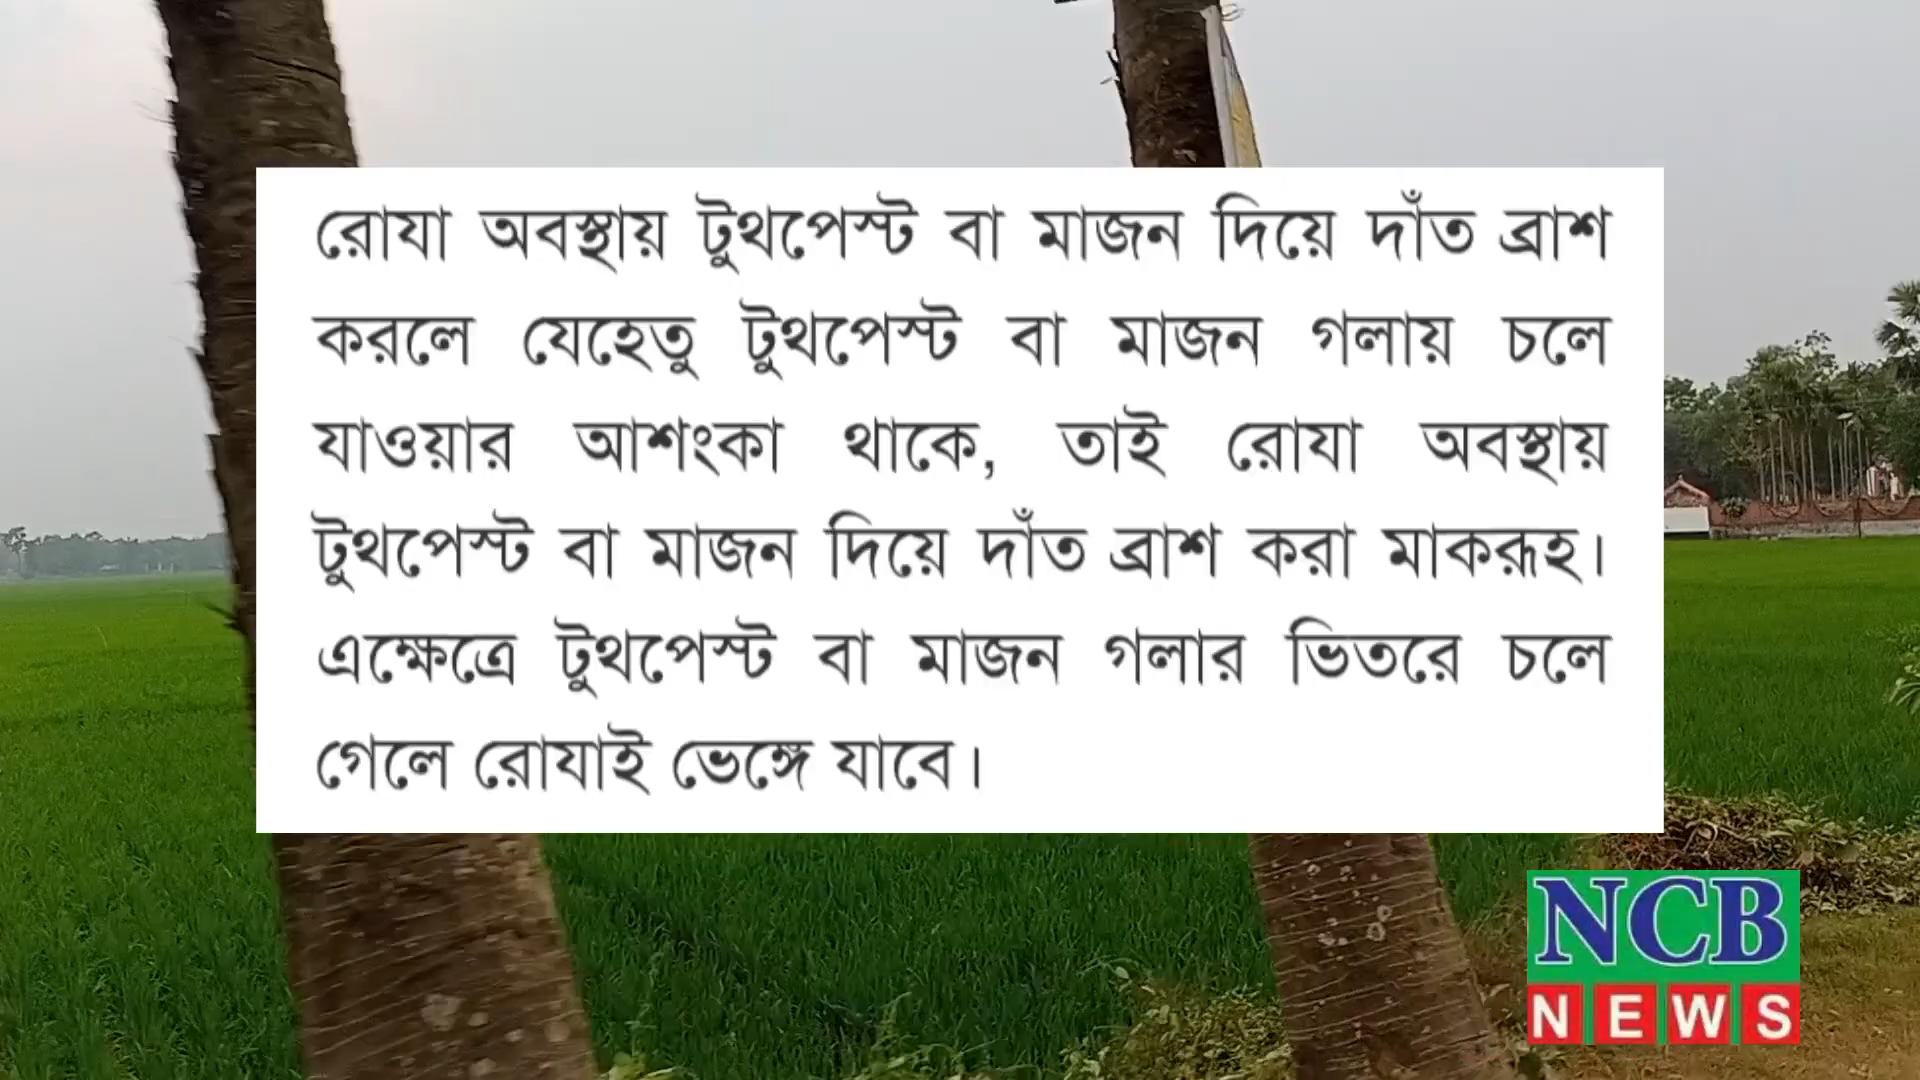 রোযা অবস্থায় টুথপেস্ট বা মাজন দিয়ে দাঁত ব্রাশ
করলে যেহেতু টুথপেস্ট বা মাজন গলায় চলে
যাওয়ার আশংকা থাকে, তাই রোযা অবস্থায়
টুথপেস্ট বা মাজন দিয়ে দাঁত ব্রাশ করা মাকরূহ।
এক্ষেত্রে টুথপেস্ট বা মাজন গলার ভিতরে চলে
গেলে রোযাই ভেঙ্গে যাবে।
NCB
NEWS